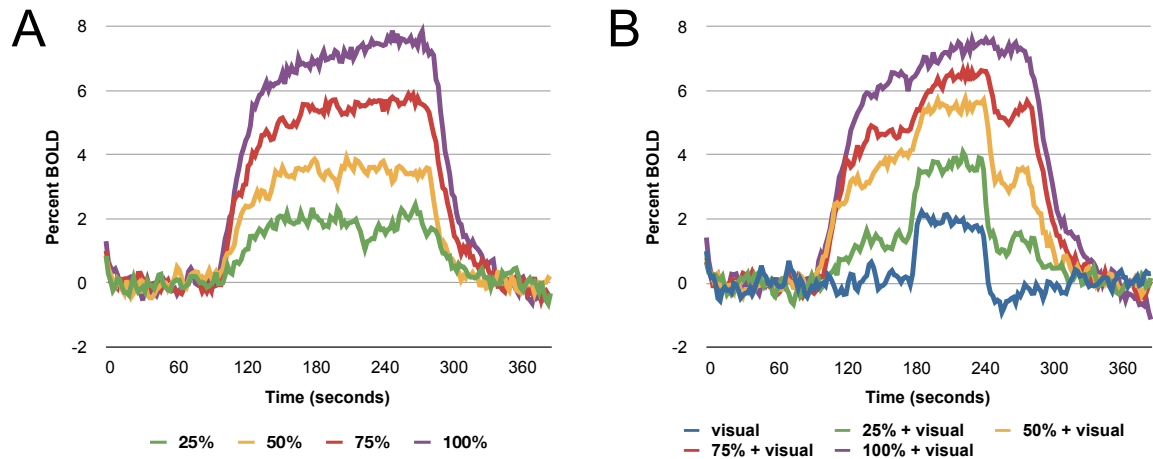 A
8
6
4
2
0
-2
Percent BOLD
0 60 120 180 240 300 360
Time (seconds)
25% 50% 75% 100%
B
8
6
4
2
0
-2
Percent BOLD
0 60 120 180 240 300 360
Time (seconds)
visual 25% + visual 50% + visual
75% + visual 100% + visual